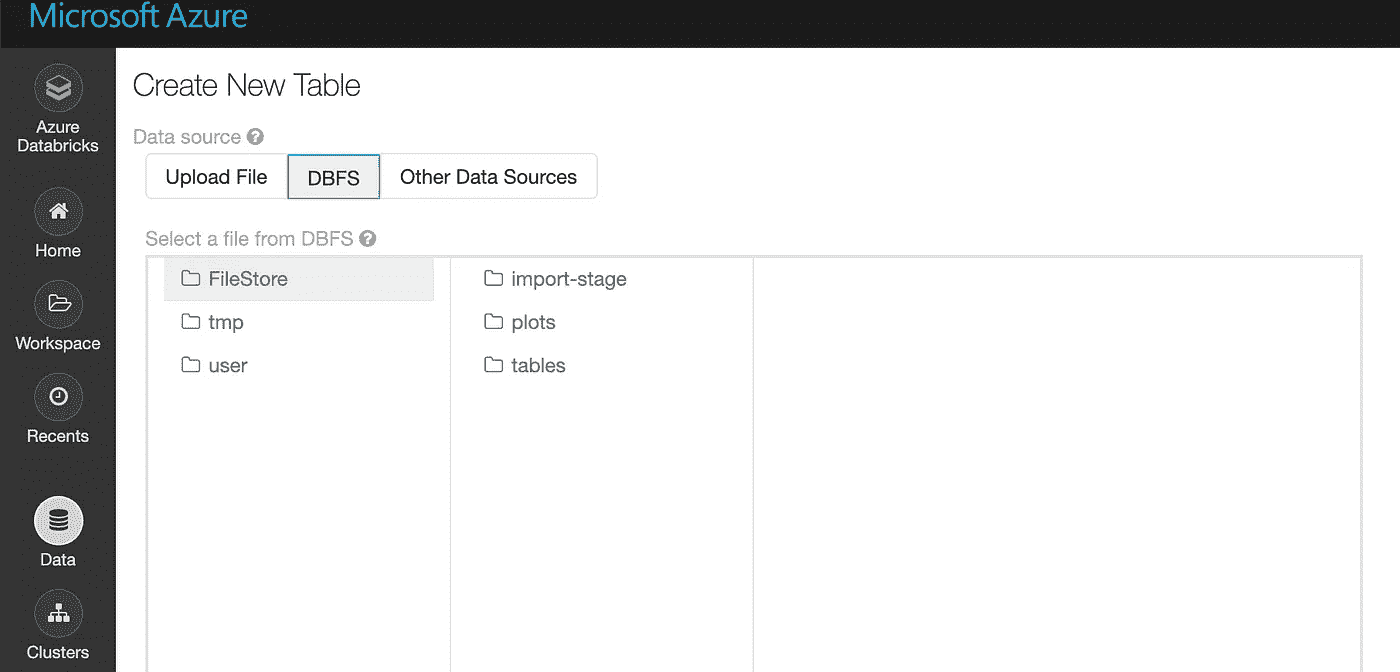 Microsoft Azure
Azure
Databricks
Home
Workspace
Recents
Data
Clusters
Create New Table
Data source
Upload File
DBFS
Other Data Sources
Select a file from DBFS
FileStore
tmp
user
import-stage
plots
tables